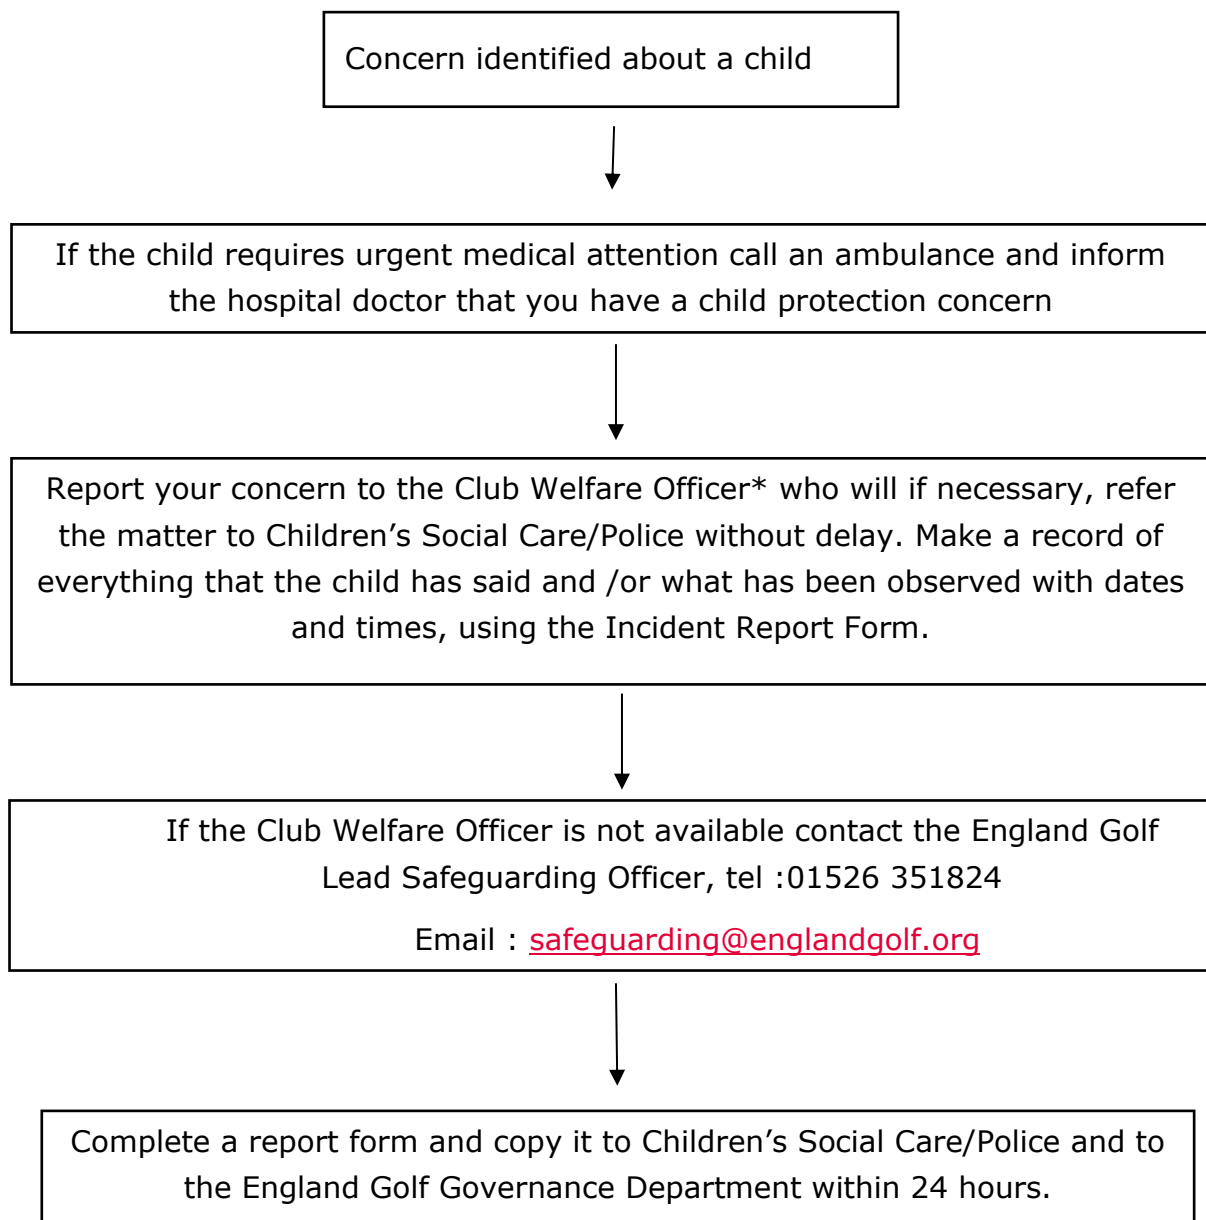 Concern identified about a child
If the child requires urgent medical attention call an ambulance and inform
the hospital doctor that you have a child protection concern
Report your concern to the Club Welfare Officer* who will if necessary, refer
the matter to Children’s Social Care/Police without delay. Make a record of
everything that the child has said and /or what has been observed with dates
and times, using the Incident Report Form.
If the Club Welfare Officer is not available contact the England Golf
Lead Safeguarding Officer, tel :01526 351824
Email : safeguarding@englandgolf.org
Complete a report form and copy it to Children’s Social Care/Police and to
the England Golf Governance Department within 24 hours.